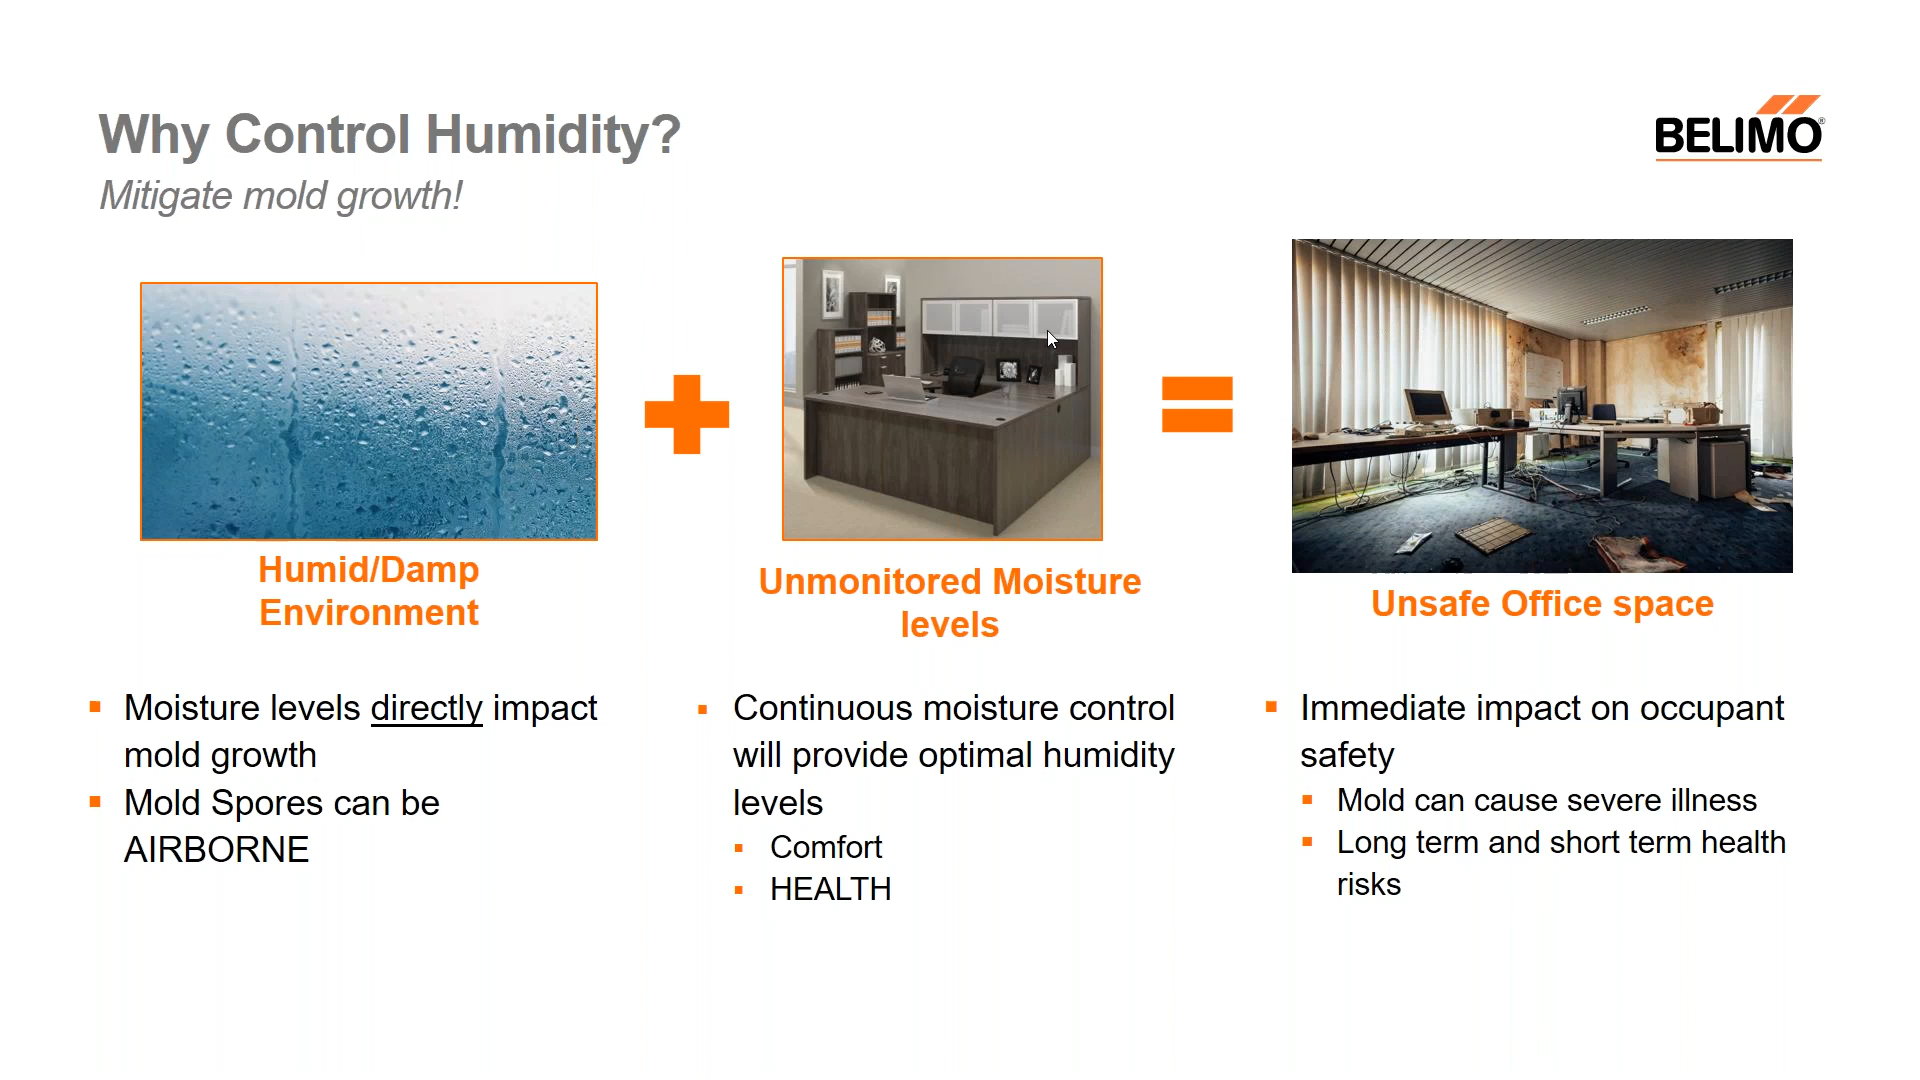 Why Control Humidity?
Mitigate mold growth!
BELIMO®
Humid/Damp
Environment
Unmonitored Moisture
levels
Unsafe Office space
Moisture levels directly impact
mold growth
Mold Spores can be
AIRBORNE
Continuous moisture control
will provide optimal humidity
levels
Comfort
HEALTH
Immediate impact on occupant
safety
Mold can cause severe illness
Long term and short term health
risks